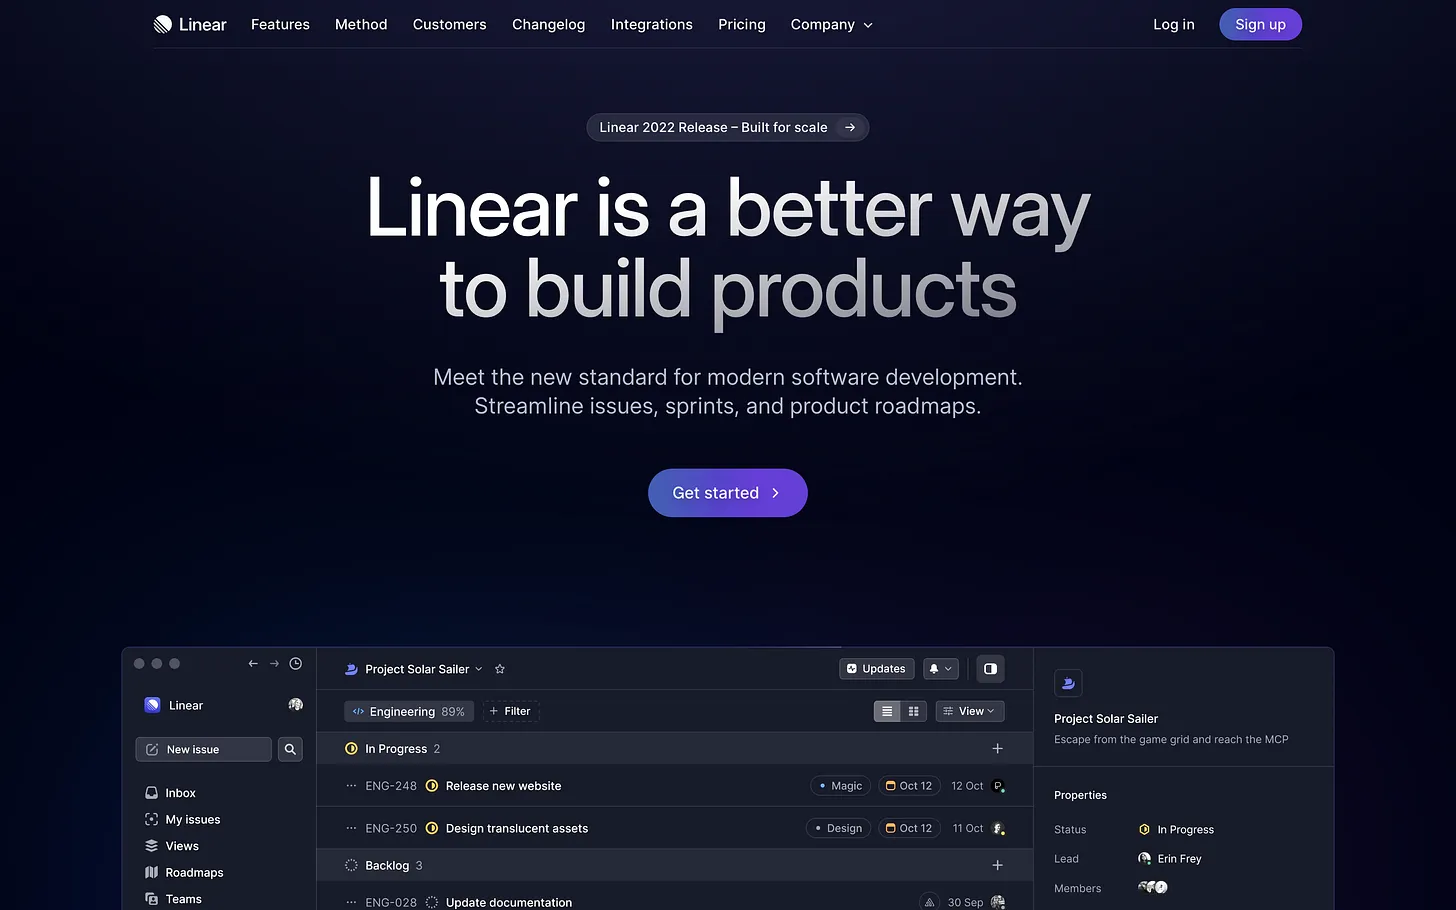 Linear Features Method Customers Changelog Integrations Pricing Company Log in Sign up
Linear 2022 Release – Built for scale
Linear is a better way
to build products
Meet the new standard for modern software development.
Streamline issues, sprints, and product roadmaps.
Get started
Linear
New issue
Inbox
My issues
Views
Roadmaps
Teams
Project Solar Sailer
Updates
Engineering 89% Filter
View
In Progress 2
ENG-248 Release new website Magic Oct 12 12 Oct
ENG-250 Design translucent assets Design Oct 12 11 Oct
Backlog 3
ENG-028 Update documentation 30 Sep
Project Solar Sailer
Escape from the game grid and reach the MCP
Properties
Status In Progress
Lead Erin Frey
Members